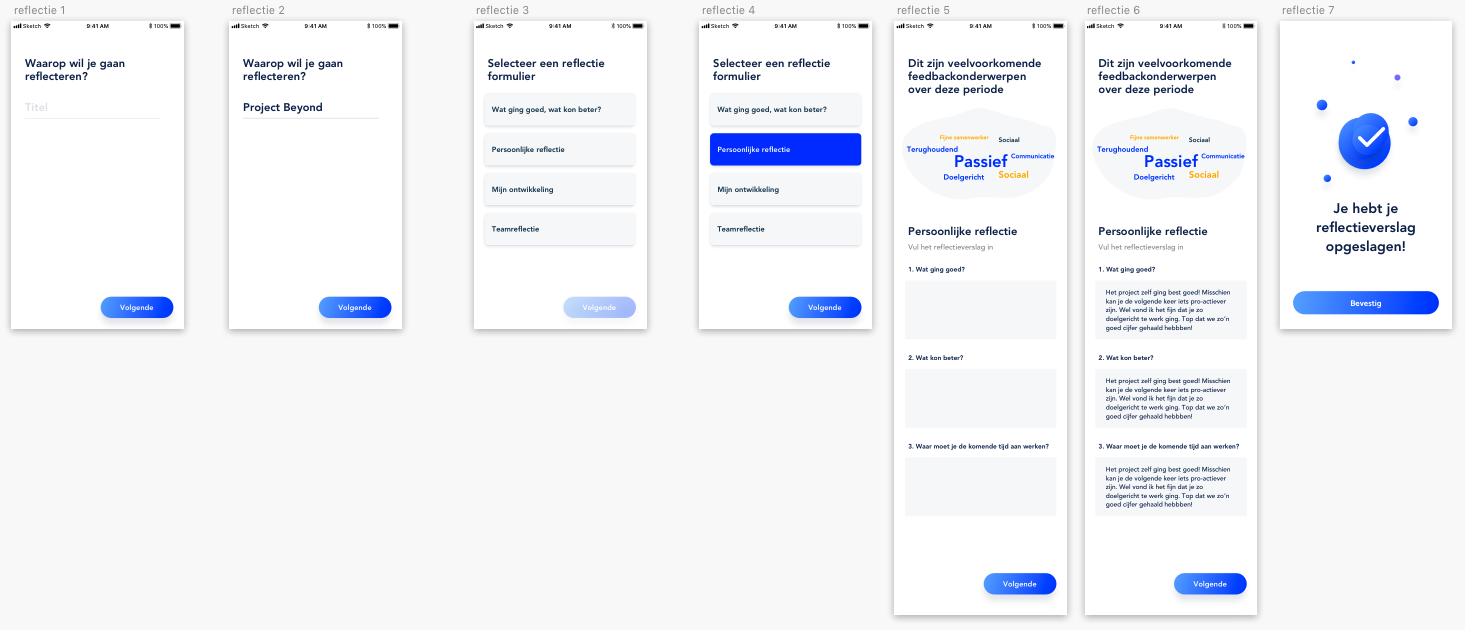 reflectie 1
Sketch 9:41 AM 100%
Waarop wil je gaan
reflecteren?
Titel
Volgende
reflectie 2
Sketch 9:41 AM 100%
Waarop wil je gaan
reflecteren?
Project Beyond
Volgende
reflectie 3
Sketch 9:41 AM 100%
Selecteer een reflectie
formulier
Wat ging goed, wat kon beter?
Persoonlijke reflectie
Mijn ontwikkeling
Teamreflectie
Volgende
reflectie 4
Sketch 9:41 AM 100%
Selecteer een reflectie
formulier
Wat ging goed, wat kon beter?
Persoonlijke reflectie
Mijn ontwikkeling
Teamreflectie
Volgende
reflectie 5
Sketch 9:41 AM 100%
Dit zijn veelvoorkomende
feedbackonderwerpen
over deze periode
Fijne samenwerker
Sociaal
Terughoudend
Passief
Communicatie
Doelgericht
Sociaal
Persoonlijke reflectie
Vul het reflectieverslag in
1. Wat ging goed?
2. Wat kon beter?
3. Waar moet je de komende tijd aan werken?
Volgende
reflectie 6
Sketch 9:41 AM 100%
Dit zijn veelvoorkomende
feedbackonderwerpen
over deze periode
Fijne samenwerker
Sociaal
Terughoudend
Passief
Communicatie
Doelgericht
Sociaal
Persoonlijke reflectie
Vul het reflectieverslag in
1. Wat ging goed?
Het project zelf ging best goed! Misschien
kan je de volgende keer iets pro-actiever
zijn. Wel vond ik het fijn dat je zo
doelgericht te werk ging. Top dat we zo'n
goed cijfer gehaald hebbben!
2. Wat kon beter?
Het project zelf ging best goed! Misschien
kan je de volgende keer iets pro-actiever
zijn. Wel vond ik het fijn dat je zo
doelgericht te werk ging. Top dat we zo'n
goed cijfer gehaald hebbben!
3. Waar moet je de komende tijd aan werken?
Het project zelf ging best goed! Misschien
kan je de volgende keer iets pro-actiever
zijn. Wel vond ik het fijn dat je zo
doelgericht te werk ging. Top dat we zo'n
goed cijfer gehaald hebbben!
Volgende
reflectie 7
Je hebt je
reflectieverslag
opgeslagen!
Bevestig